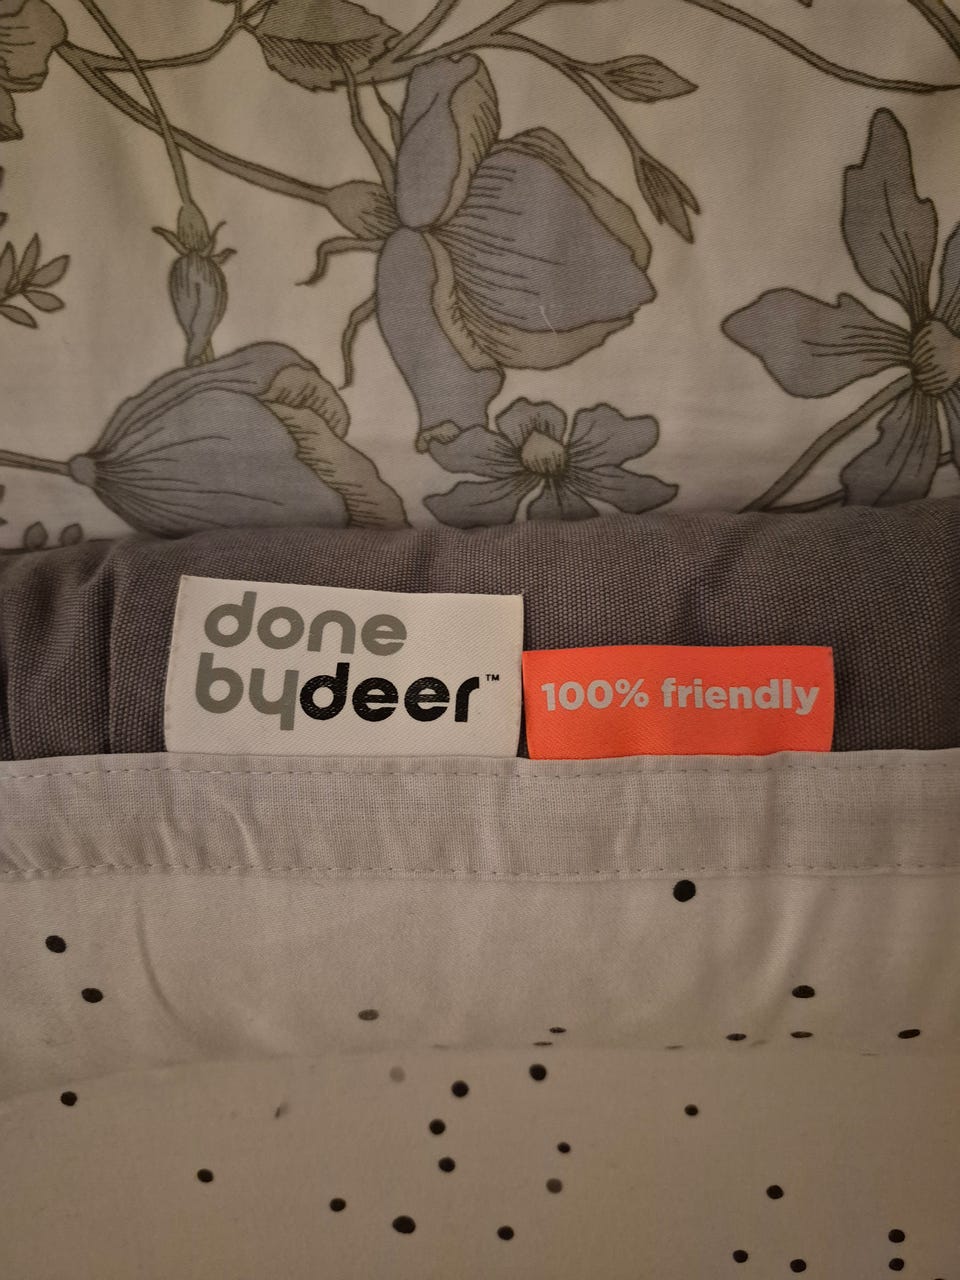 done
bydeer™
100% friendly